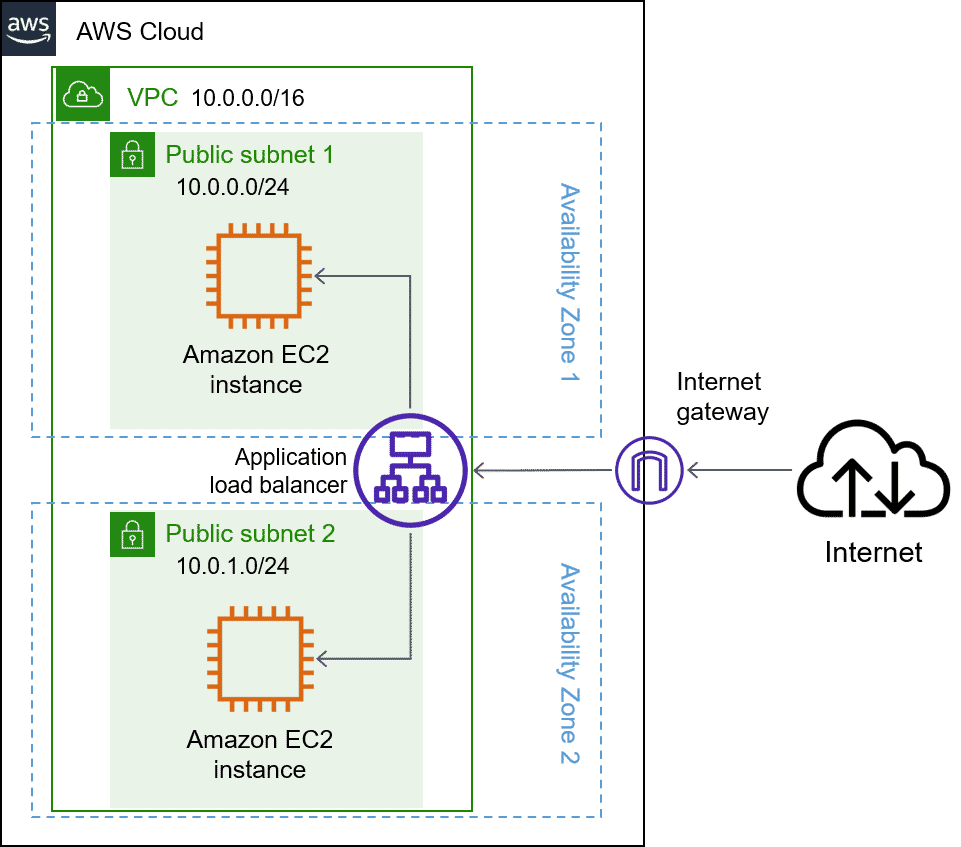 aws
AWS Cloud
VPC 10.0.0.0/16
Public subnet 1
10.0.0.0/24
Amazon EC2
instance
Availability Zone 1
Application
load balancer
Internet
gateway
Internet
Public subnet 2
10.0.1.0/24
Amazon EC2
instance
Availability Zone 2